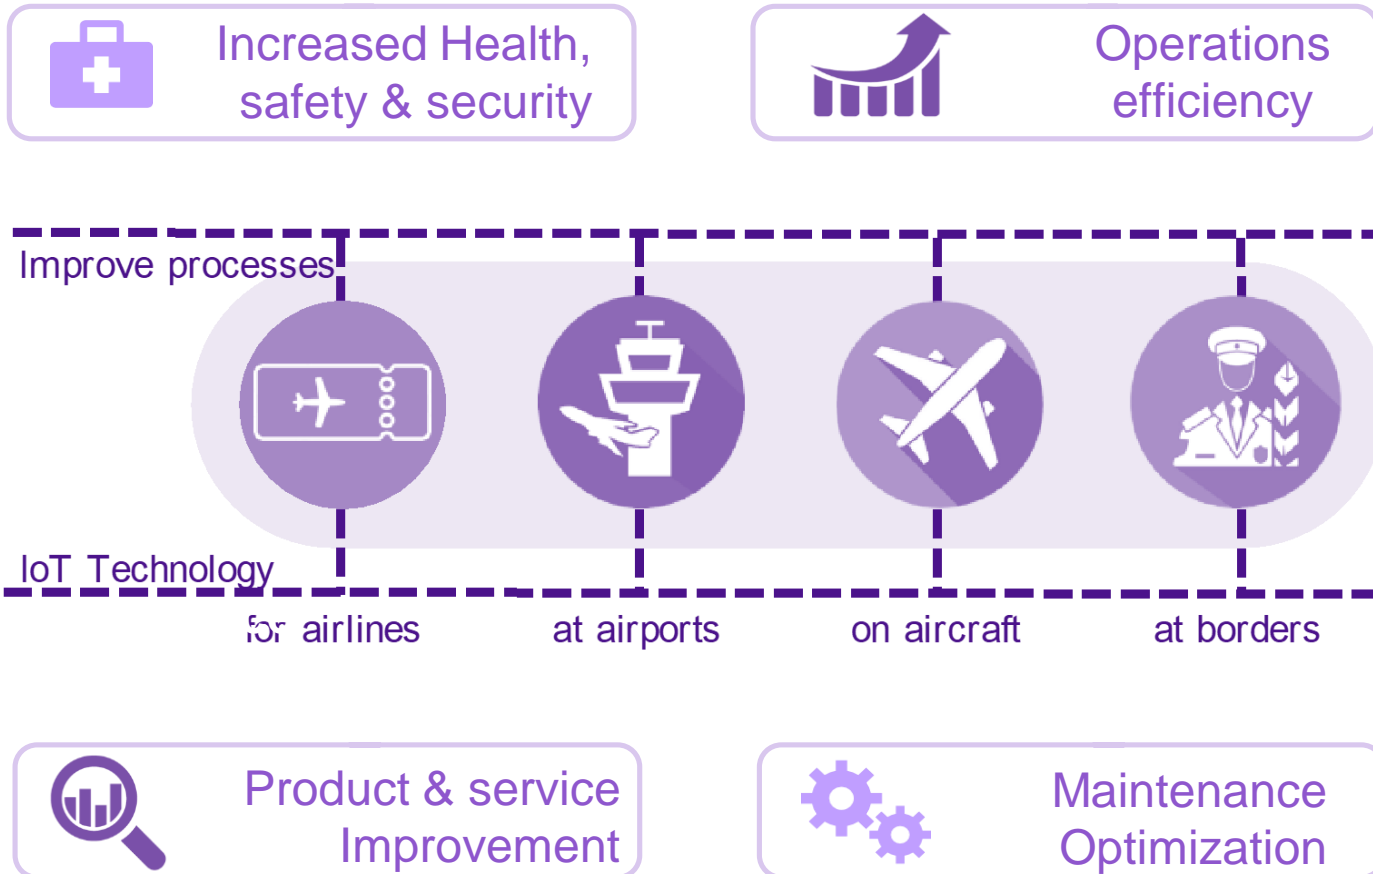 Increased Health,
safety & security
Operations
efficiency
Improve processes
IoT Technology
for airlines
at airports
on aircraft
at borders
Product & service
Improvement
Maintenance
Optimization